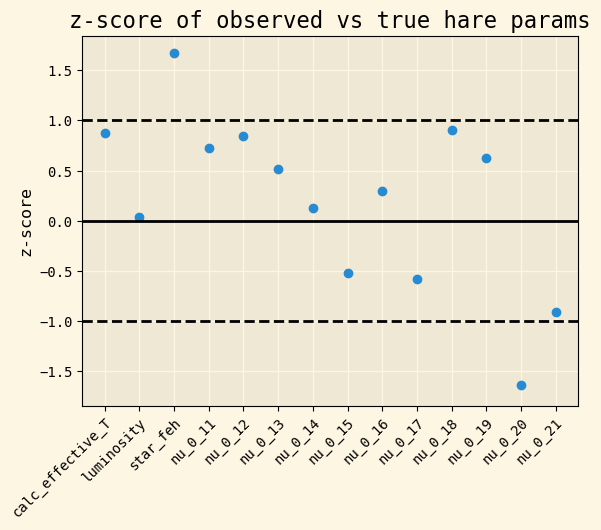 z-score of observed vs true hare params
z-score
1.5
1.0
0.5
0.0
−0.5
−1.0
−1.5
calc_effective_T
luminosity
star_feh
nu_0_11
nu_0_12
nu_0_13
nu_0_14
nu_0_15
nu_0_16
nu_0_17
nu_0_18
nu_0_19
nu_0_20
nu_0_21